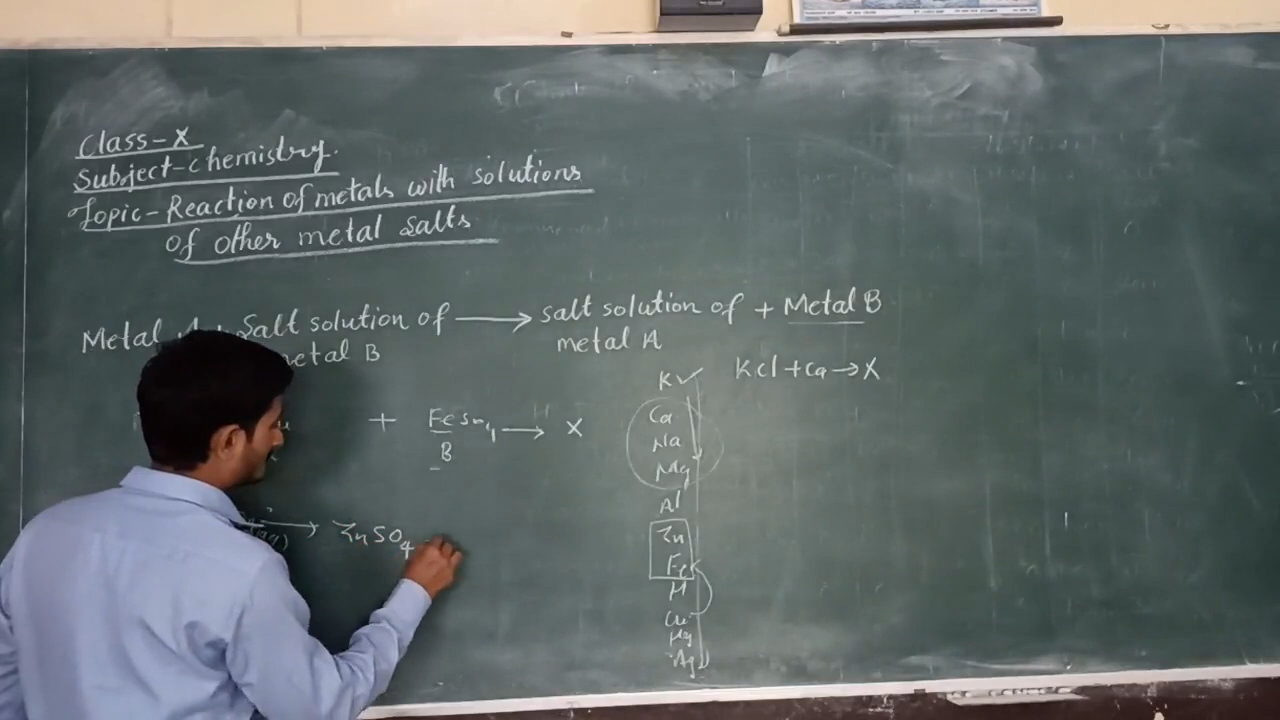 Class-X
Subject-Chemistry.
Topic-Reaction of metals with solutions
of other metal salts
Metal A + Salt solution of ⟶ salt solution of + Metal B
metal B metal A
K✓ KCl + Ca → X
Ca
+ FeSO4 ⟶ X
Na
B
Mg
Al
(aq) ⟶ ZnSO4
Zn
Fe
H
Cu
Hg
Ag